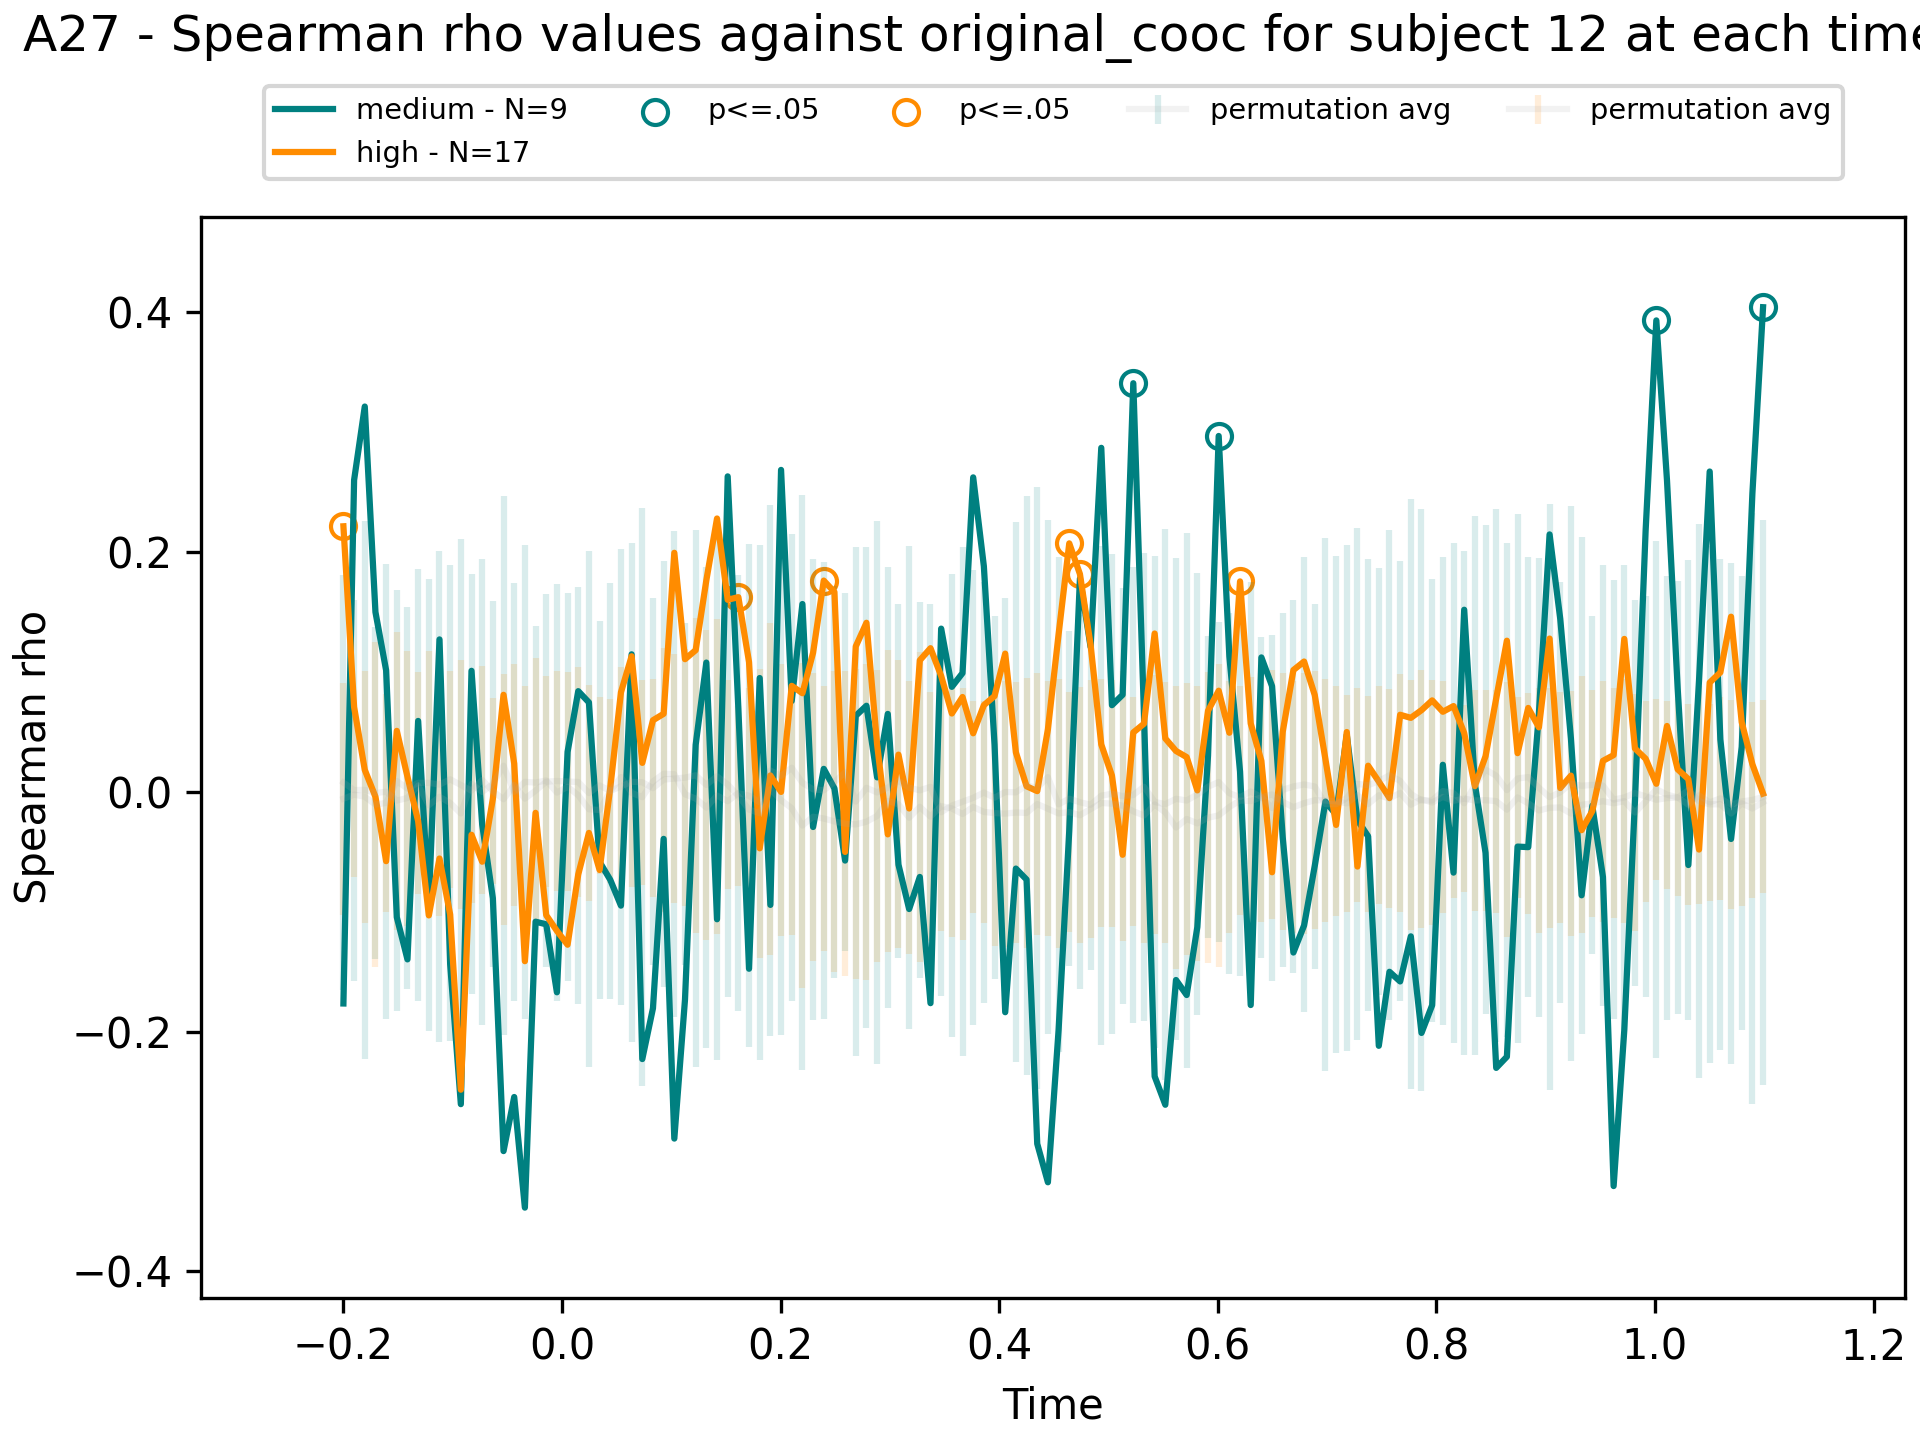 A27 - Spearman rho values against original_cooc for subject 12 at each time
medium - N=9
high - N=17
p<=.05
p<=.05
permutation avg
permutation avg
Spearman rho
0.4
0.2
0.0
−0.2
−0.4
−0.2 0.0 0.2 0.4 0.6 0.8 1.0 1.2
Time